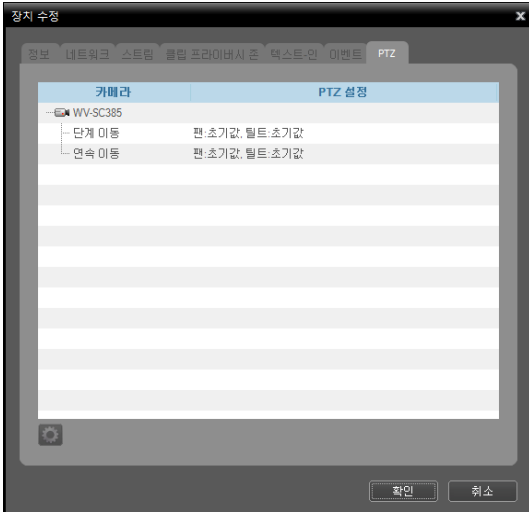 장치 수정
정보 네트워크 스트림 클립 프라이버시 존 텍스트-인 이벤트 PTZ
카메라 PTZ 설정
WV-SC385
단계 이동 팬:초기값, 틸트:초기값
연속 이동 팬:초기값, 틸트:초기값
확인 취소